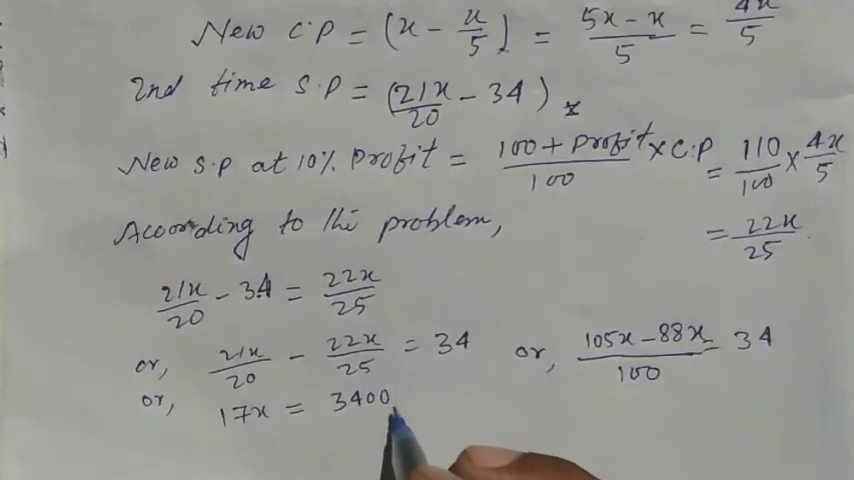 New C.P = (x - x/5) = (5x - x)/5 = 4x/5
2nd time S.P = (21x/20 - 34)
New S.P at 10% Profit = (100 + Profit)/100 × C.P = 110/100 × 4x/5
According to the problem, = 22x/25
21x/20 - 34 = 22x/25
or, 21x/20 - 22x/25 = 34 or, (105x - 88x)/100 = 34
or, 17x = 3400